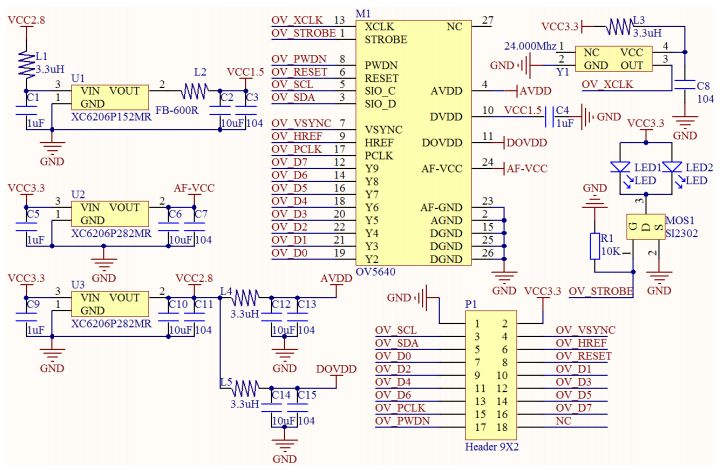 VCC2.8
L1
3.3uH
U1
3 VIN VOUT 2
1 GND
XC6206P152MR
L2
FB-600R
VCC1.5
C1
1uF
C2
10uF
C3
104
GND
VCC3.3
U2
3 VIN VOUT 2
1 GND
XC6206P282MR
AF-VCC
C5
1uF
C6
10uF
C7
104
GND
VCC3.3
U3
3 VIN VOUT 2
1 GND
XC6206P282MR
VCC2.8
C9
1uF
C10
10uF
C11
104
GND
L4
3.3uH
AVDD
C12
10uF
C13
104
GND
L5
3.3uH
DOVDD
C14
10uF
C15
104
GND
M1
OV_XCLK 13 XCLK
OV_STROBE 1 STROBE
OV_PWDN 8 PWDN
OV_RESET 6 RESET
OV_SCL 5 SIO_C
OV_SDA 3 SIO_D
OV_VSYNC 7 VSYNC
OV_HREF 9 HREF
OV_PCLK 17 PCLK
OV_D7 12 Y9
OV_D6 14 Y8
OV_D5 16 Y7
OV_D4 18 Y6
OV_D3 20 Y5
OV_D2 22 Y4
OV_D1 21 Y3
OV_D0 19 Y2
NC 27
AVDD 4 AVDD
DVDD 10 VCC1.5
C4
1uF
GND
DOVDD 11 DOVDD
AF-VCC 24 AF-VCC
AF-GND 23
AGND 2
DGND 15
DGND 25
DGND 26
GND
OV5640
VCC3.3
L3
3.3uH
24.000Mhz
1 NC VCC 4
GND 2 GND OUT 3
Y1
OV_XCLK
C8
104
GND
VCC3.3
LED1
LED
LED2
LED
GND
R1
10K
3
G D S
1
2
MOS1
SI2302
OV_STROBE
GND
P1
GND 1 2 VCC3.3
OV_SCL 3 4 OV_VSYNC
OV_SDA 5 6 OV_HREF
OV_D0 7 8 OV_RESET
OV_D2 9 10 OV_D1
OV_D4 11 12 OV_D3
OV_D6 13 14 OV_D5
OV_PCLK 15 16 OV_D7
OV_PWDN 17 18 NC
Header 9X2